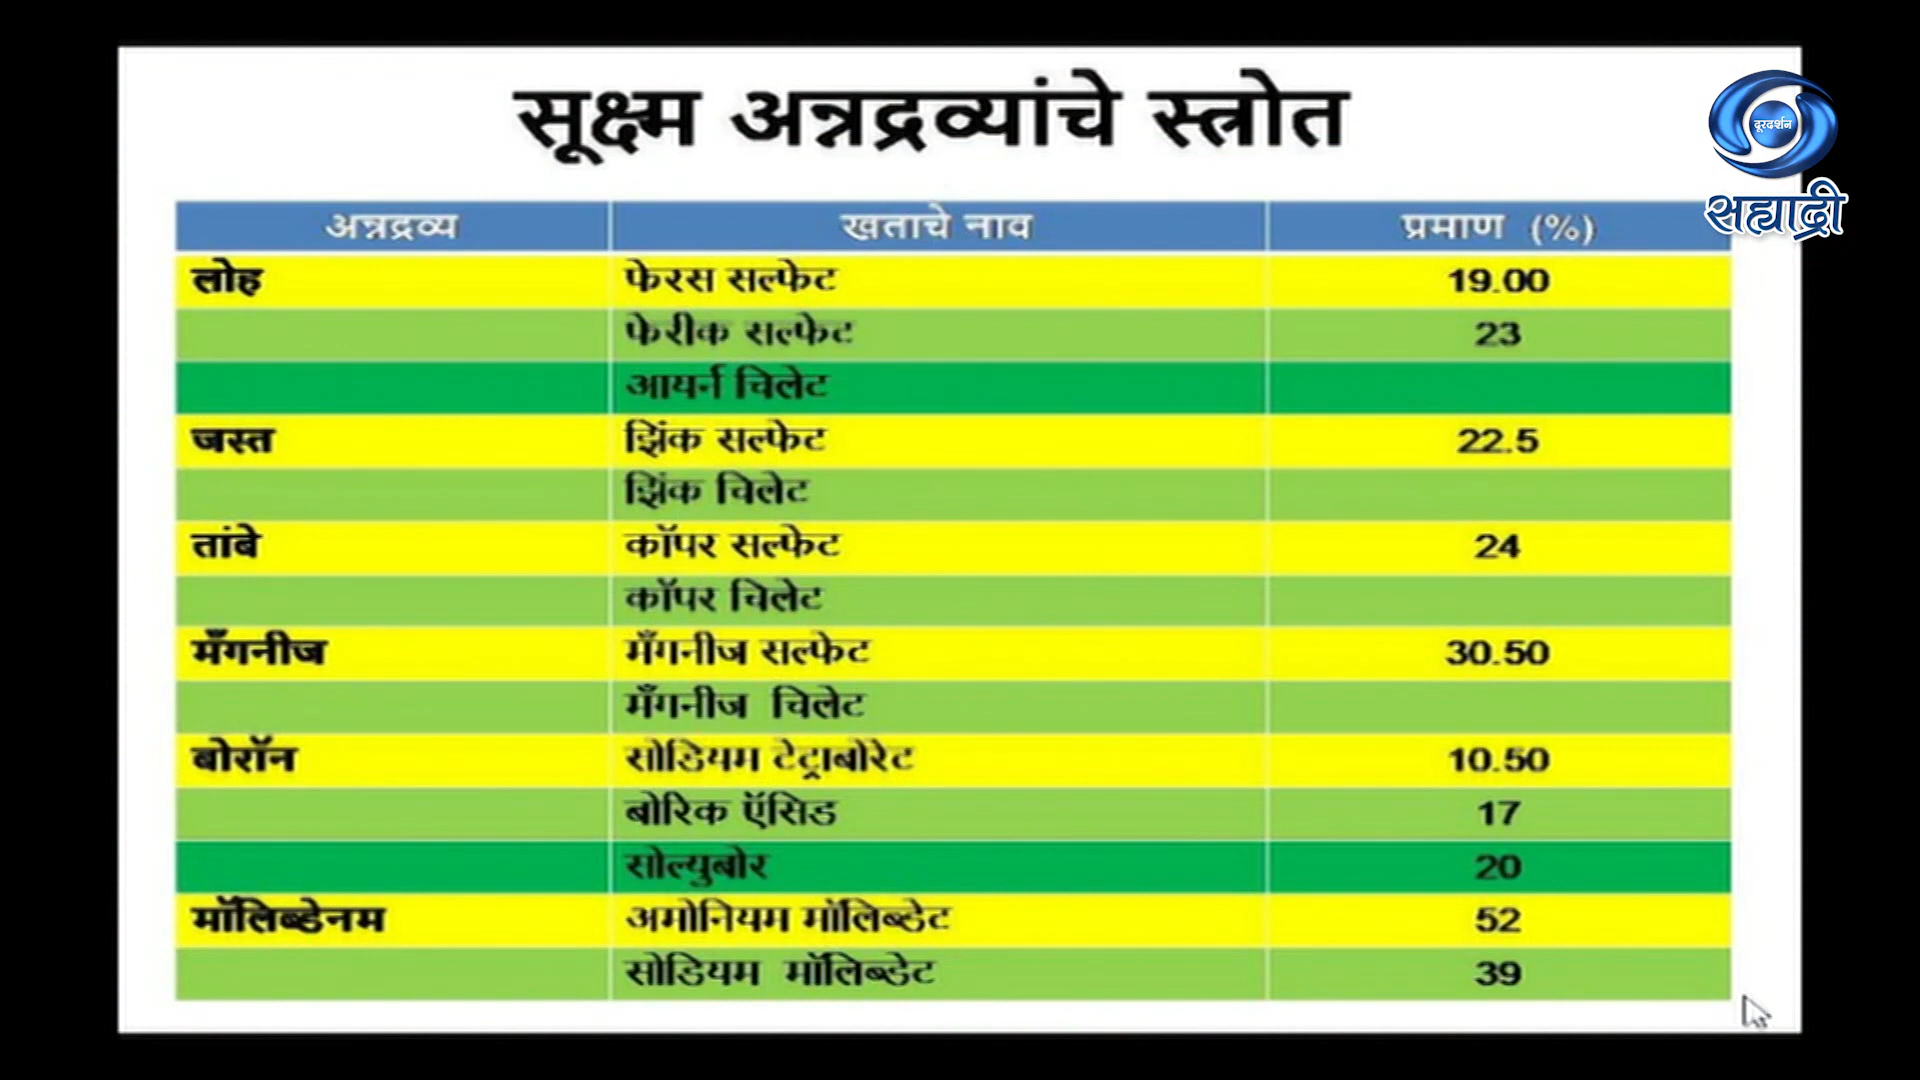 सूक्ष्म अन्नद्रव्यांचे स्त्रोत
दूरदर्शन
सह्याद्री
अन्नद्रव्य खताचे नाव प्रमाण (%)
लोह फेरस सल्फेट 19.00
फेरीक सल्फेट 23
आयर्न चिलेट
जस्त झिंक सल्फेट 22.5
झिंक चिलेट
तांबे कॉपर सल्फेट 24
कॉपर चिलेट
मँगनीज मँगनीज सल्फेट 30.50
मँगनीज चिलेट
बोरॉन सोडियम टेट्राबोरेट 10.50
बोरिक ऍसिड 17
सोल्युबोर 20
मॉलिब्डेनम अमोनियम मॉलिब्डेट 52
सोडियम मॉलिब्डेट 39